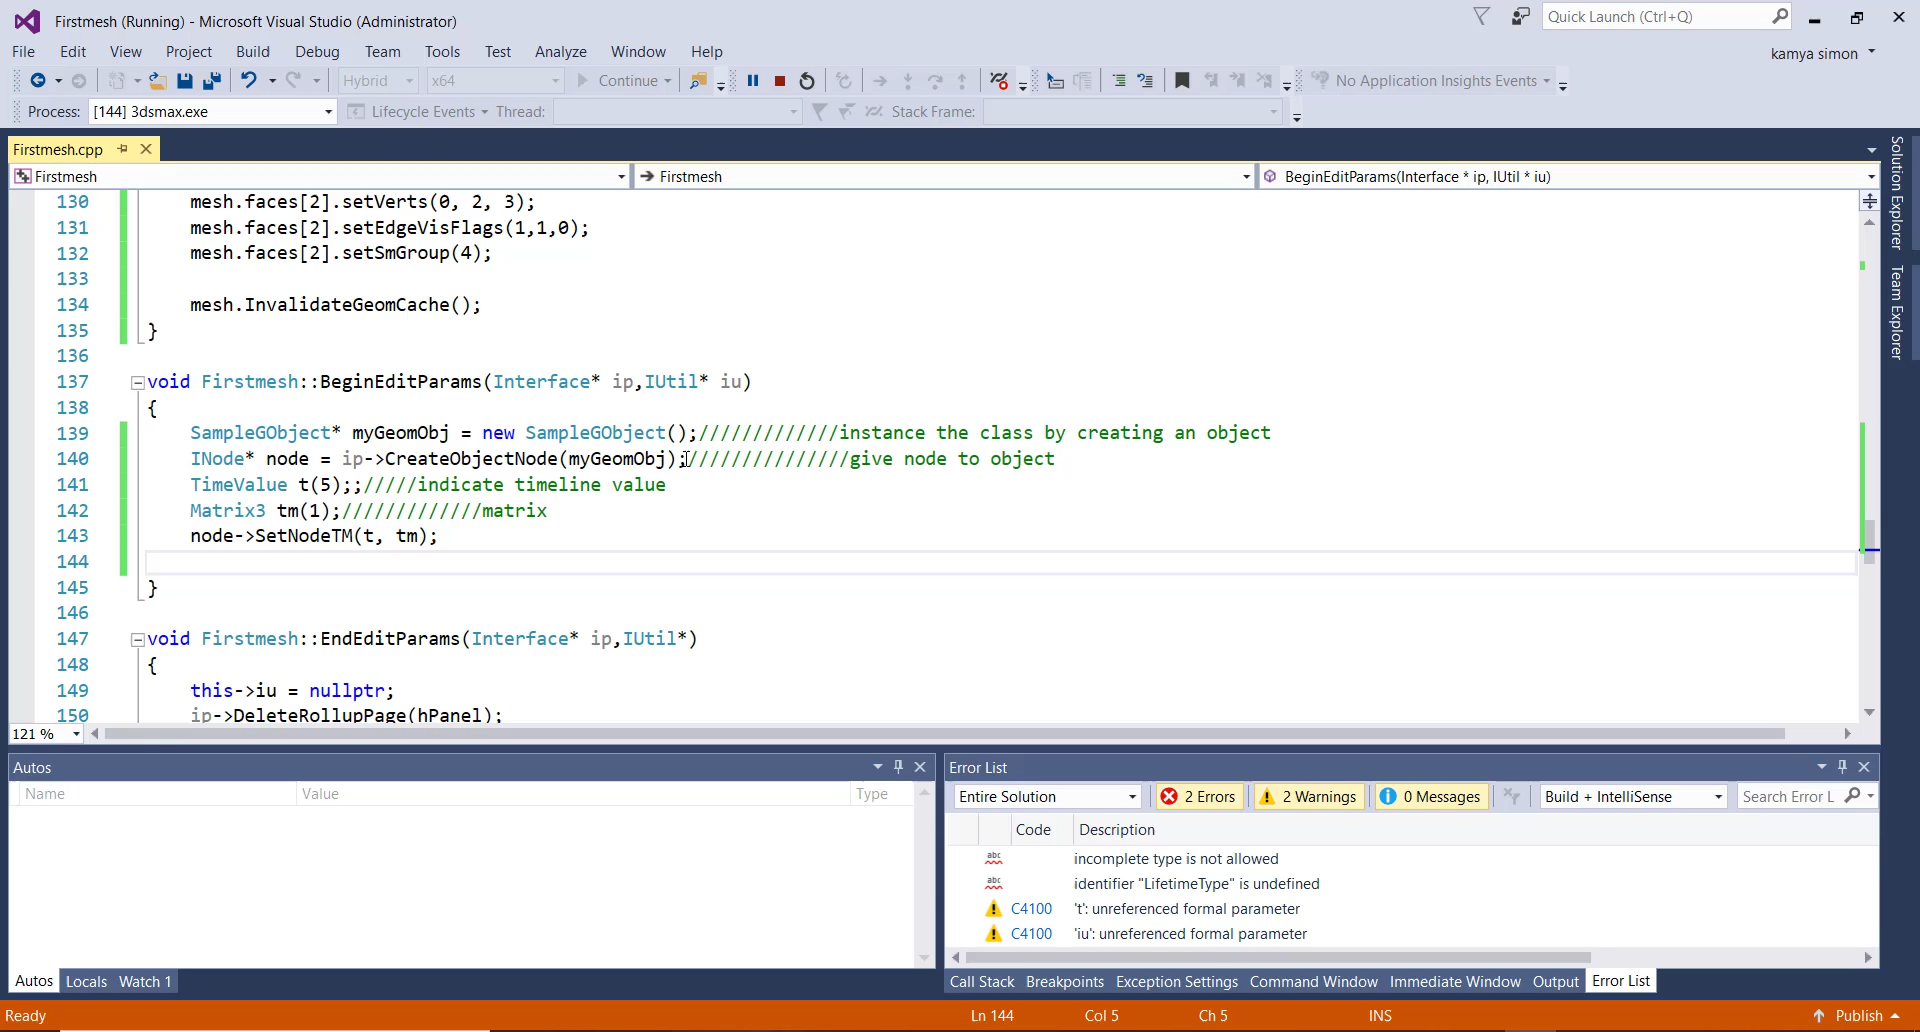 Firstmesh (Running) - Microsoft Visual Studio (Administrator)
Quick Launch (Ctrl+Q)
File Edit View Project Build Debug Team Tools Test Analyze Window Help
kamya simon
Hybrid x64 Continue No Application Insights Events
Process: [144] 3dsmax.exe Lifecycle Events Thread: Stack Frame:
Firstmesh.cpp
Firstmesh Firstmesh BeginEditParams(Interface * ip, IUtil * iu)
130 mesh.faces[2].setVerts(0, 2, 3);
131 mesh.faces[2].setEdgeVisFlags(1,1,0);
132 mesh.faces[2].setSmGroup(4);
133
134 mesh.InvalidateGeomCache();
135 }
136
137 void Firstmesh::BeginEditParams(Interface* ip,IUtil* iu)
138 {
139 SampleGObject* myGeomObj = new SampleGObject();/////////////instance the class by creating an object
140 INode* node = ip->CreateObjectNode(myGeomObj);///////////////give node to object
141 TimeValue t(5);;/////indicate timeline value
142 Matrix3 tm(1);/////////////matrix
143 node->SetNodeTM(t, tm);
144
145 }
146
147 void Firstmesh::EndEditParams(Interface* ip,IUtil*)
148 {
149 this->iu = nullptr;
150 ip->DeleteRollupPage(hPanel);
121 %
Solution Explorer
Team Explorer
Autos
Name Value Type
Autos Locals Watch 1
Error List
Entire Solution 2 Errors 2 Warnings 0 Messages Build + IntelliSense Search Error L
Code Description
abc incomplete type is not allowed
abc identifier "LifetimeType" is undefined
C4100 't': unreferenced formal parameter
C4100 'iu': unreferenced formal parameter
Call Stack Breakpoints Exception Settings Command Window Immediate Window Output Error List
Ready Ln 144 Col 5 Ch 5 INS Publish